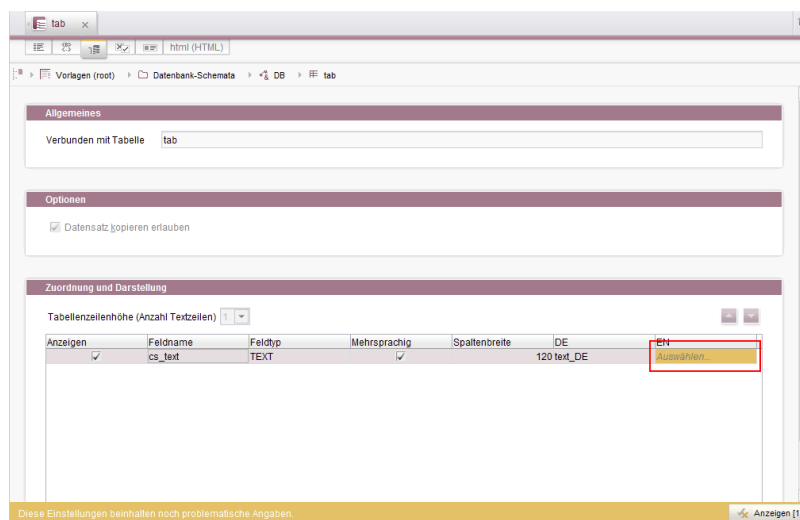 tab ×
html (HTML)
Vorlagen (root) Datenbank-Schemata DB tab
Allgemeines
Verbunden mit Tabelle tab
Optionen
Datensatz kopieren erlauben
Zuordnung und Darstellung
Tabellenzeilenhöhe (Anzahl Textzeilen) 1
Anzeigen Feldname Feldtyp Mehrsprachig Spaltenbreite DE EN
cs_text TEXT 120 text_DE Auswählen...
Diese Einstellungen beinhalten noch problematische Angaben. Anzeigen [1